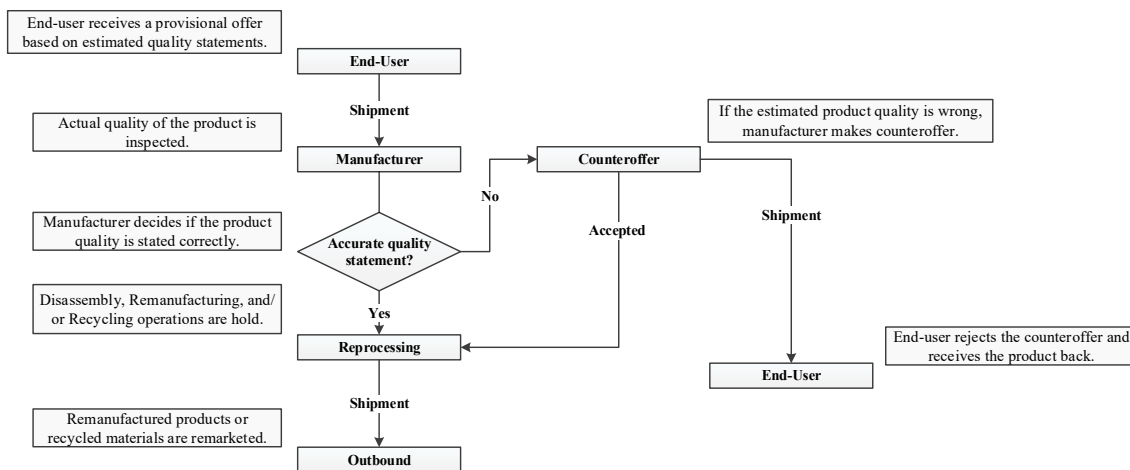 End-user receives a provisional offer
based on estimated quality statements.
End-User
Shipment
If the estimated product quality is wrong,
manufacturer makes counteroffer.
Actual quality of the product is
inspected.
Manufacturer
Counteroffer
No
Manufacturer decides if the product
quality is stated correctly.
Accurate quality
statement?
Accepted
Shipment
Disassembly, Remanufacturing, and/
or Recycling operations are hold.
Yes
Reprocessing
End-user rejects the counteroffer and
receives the product back.
End-User
Shipment
Remanufactured products or
recycled materials are remarketed.
Outbound